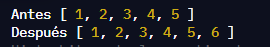 Antes [ 1, 2, 3, 4, 5 ]
Después [ 1, 2, 3, 4, 5, 6 ]